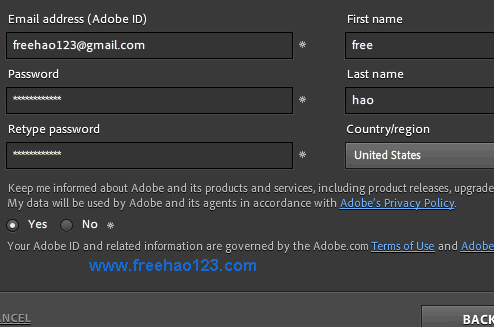 Email address (Adobe ID) First name
freehao123@gmail.com * free
Password Last name
************ * hao
Retype password Country/region
************ * United States
Keep me informed about Adobe and its products and services, including product releases, upgrade
My data will be used by Adobe and its agents in accordance with Adobe's Privacy Policy.
Yes No *
Your Adobe ID and related information are governed by the Adobe.com Terms of Use and Adobe
www.freehao123.com
ANCEL BACK